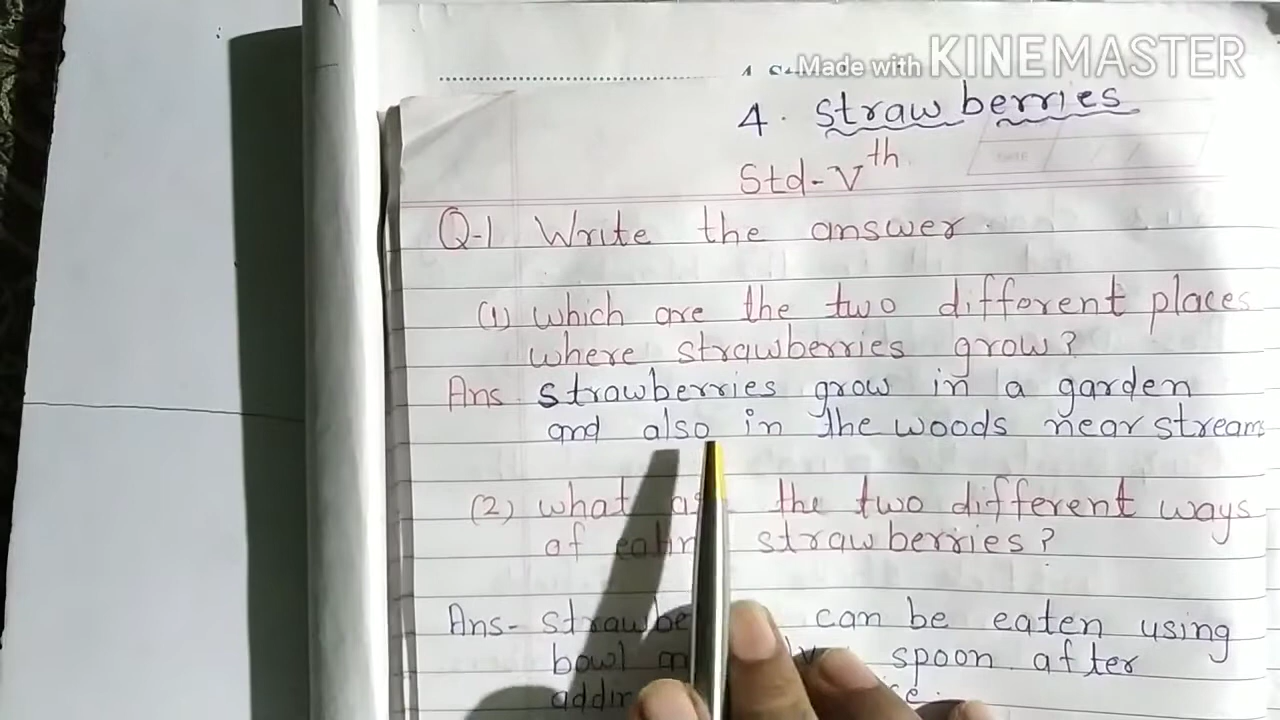 Made with KINEMASTER
4. strawberries
DATE
Std-Vth
Q-1 Write the answer.
(1) which are the two different places
where strawberries grow?
Ans strawberries grow in a garden
and also in the woods near stream
(2) what the two different ways
of strawberries?
Ans- can be eaten using
bowl spoon after